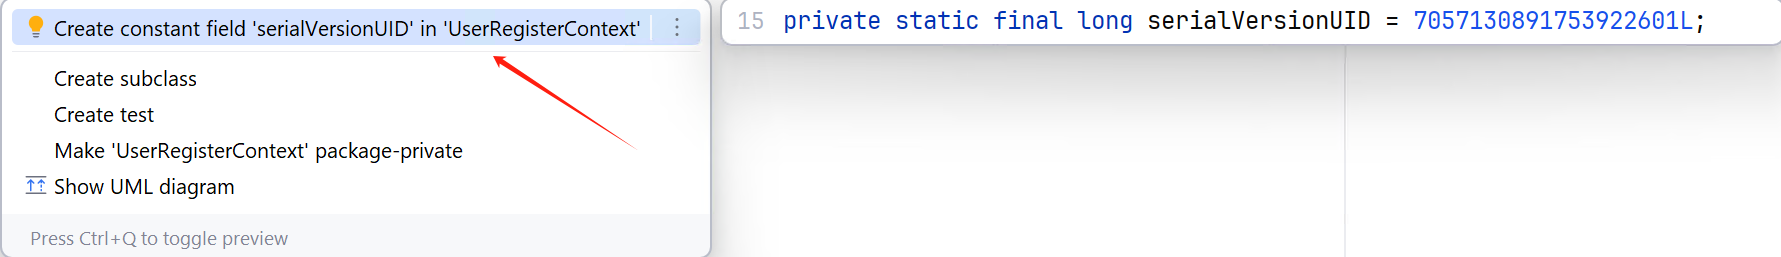 Create constant field 'serialVersionUID' in 'UserRegisterContext'
15 private static final long serialVersionUID = 7057130891753922601L;
Create subclass
Create test
Make 'UserRegisterContext' package-private
Show UML diagram
Press Ctrl+Q to toggle preview